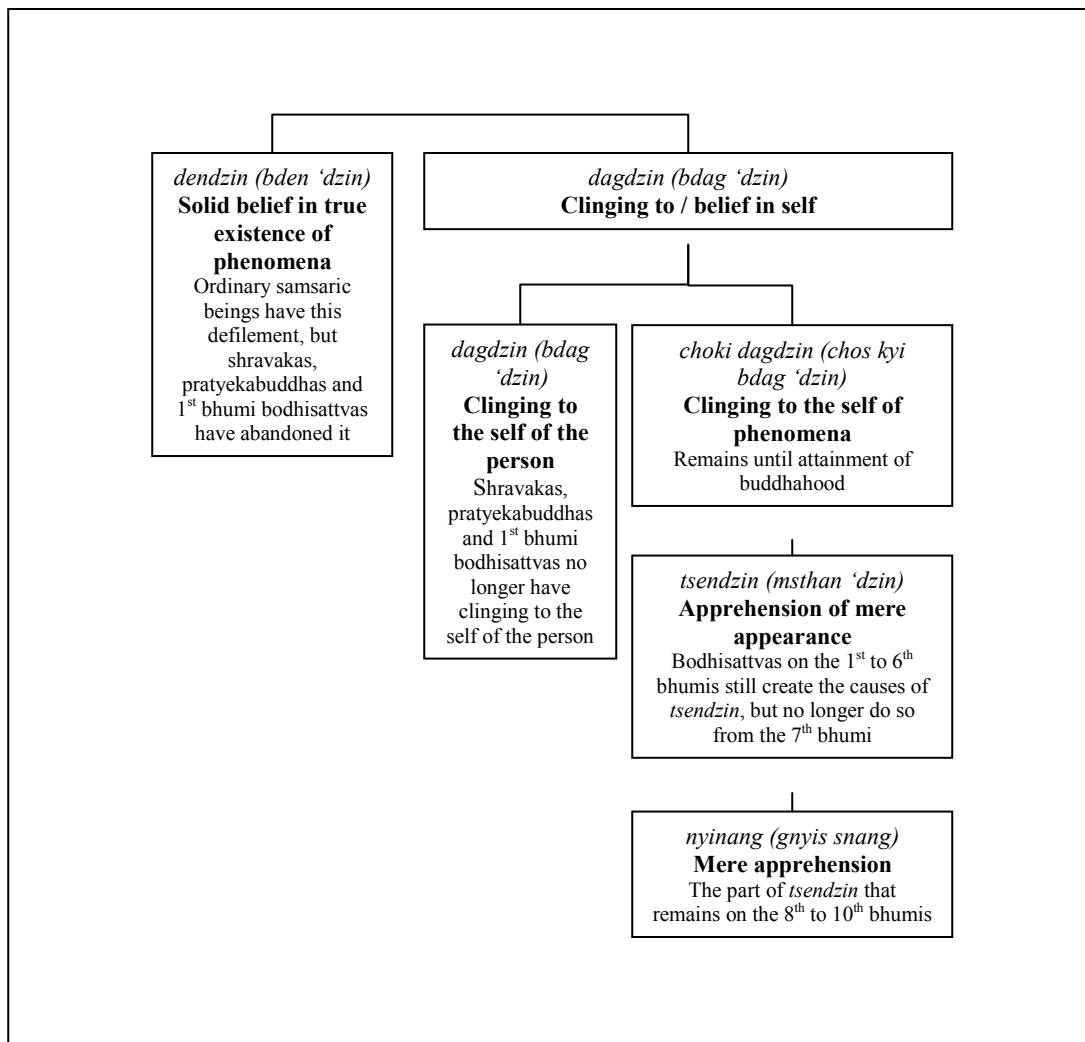 dendzin (bden ‘dzin)
Solid belief in true
existence of
phenomena
Ordinary samsaric
beings have this
defilement, but
shravakas,
pratyekabuddhas and
1st bhumi bodhisattvas
have abandoned it
dagdzin (bdag ‘dzin)
Clinging to / belief in self
dagdzin (bdag
‘dzin)
Clinging to
the self of the
person
Shravakas,
pratyekabuddhas
and 1st bhumi
bodhisattvas no
longer have
clinging to the
self of the person
choki dagdzin (chos kyi
bdag ‘dzin)
Clinging to the self of
phenomena
Remains until attainment of
buddhahood
tsendzin (msthan ‘dzin)
Apprehension of mere
appearance
Bodhisattvas on the 1st to 6th
bhumis still create the causes of
tsendzin, but no longer do so
from the 7th bhumi
nyinang (gnyis snang)
Mere apprehension
The part of tsendzin that
remains on the 8th to 10th bhumis